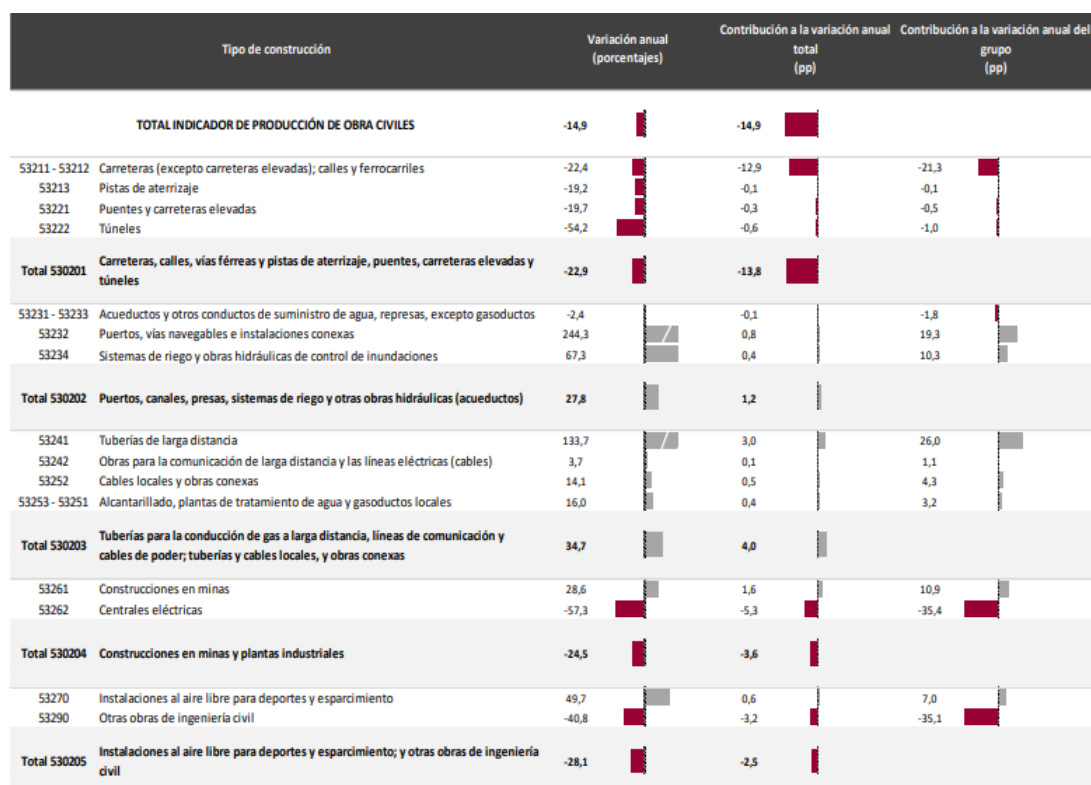 Tipo de construcción Variación anual (porcentajes) Contribución a la variación anual total (pp) Contribución a la variación anual del grupo (pp)
TOTAL INDICADOR DE PRODUCCIÓN DE OBRA CIVILES -14,9 -14,9
53211 - 53212 Carreteras (excepto carreteras elevadas); calles y ferrocarriles -22,4 -12,9 -21,3
53213 Pistas de aterrizaje -19,2 -0,1 -0,1
53221 Puentes y carreteras elevadas -19,7 -0,3 -0,5
53222 Túneles -54,2 -0,6 -1,0
Total 530201 Carreteras, calles, vías férreas y pistas de aterrizaje, puentes, carreteras elevadas y túneles -22,9 -13,8
53231 - 53233 Acueductos y otros conductos de suministro de agua, represas, excepto gasoductos -2,4 -0,1 -1,8
53232 Puertos, vías navegables e instalaciones conexas 244,3 0,8 19,3
53234 Sistemas de riego y obras hidráulicas de control de inundaciones 67,3 0,4 10,3
Total 530202 Puertos, canales, presas, sistemas de riego y otras obras hidráulicas (acueductos) 27,8 1,2
53241 Tuberías de larga distancia 133,7 3,0 26,0
53242 Obras para la comunicación de larga distancia y las líneas eléctricas (cables) 3,7 0,1 1,1
53252 Cables locales y obras conexas 14,1 0,5 4,3
53253 - 53251 Alcantarillado, plantas de tratamiento de agua y gasoductos locales 16,0 0,4 3,2
Total 530203 Tuberías para la conducción de gas a larga distancia, líneas de comunicación y cables de poder; tuberías y cables locales, y obras conexas 34,7 4,0
53261 Construcciones en minas 28,6 1,6 10,9
53262 Centrales eléctricas -57,3 -5,3 -35,4
Total 530204 Construcciones en minas y plantas industriales -24,5 -3,6
53270 Instalaciones al aire libre para deportes y esparcimiento 49,7 0,6 7,0
53290 Otras obras de ingeniería civil -40,8 -3,2 -35,1
Total 530205 Instalaciones al aire libre para deportes y esparcimiento; y otras obras de ingeniería civil -28,1 -2,5